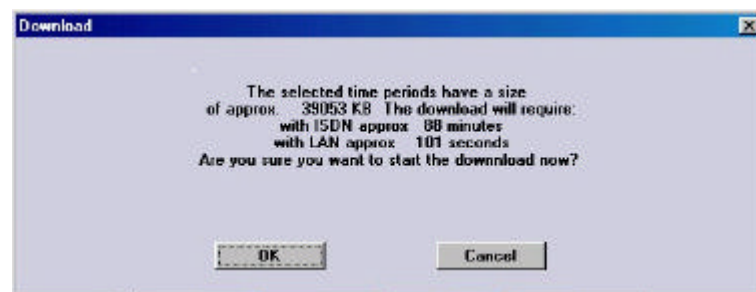 Download
The selected time periods have a size
of approx. 39053 KB The download will require:
with ISDN approx 88 minutes
with LAN approx 101 seconds
Are you sure you want to start the downnload now?
OK
Cancel